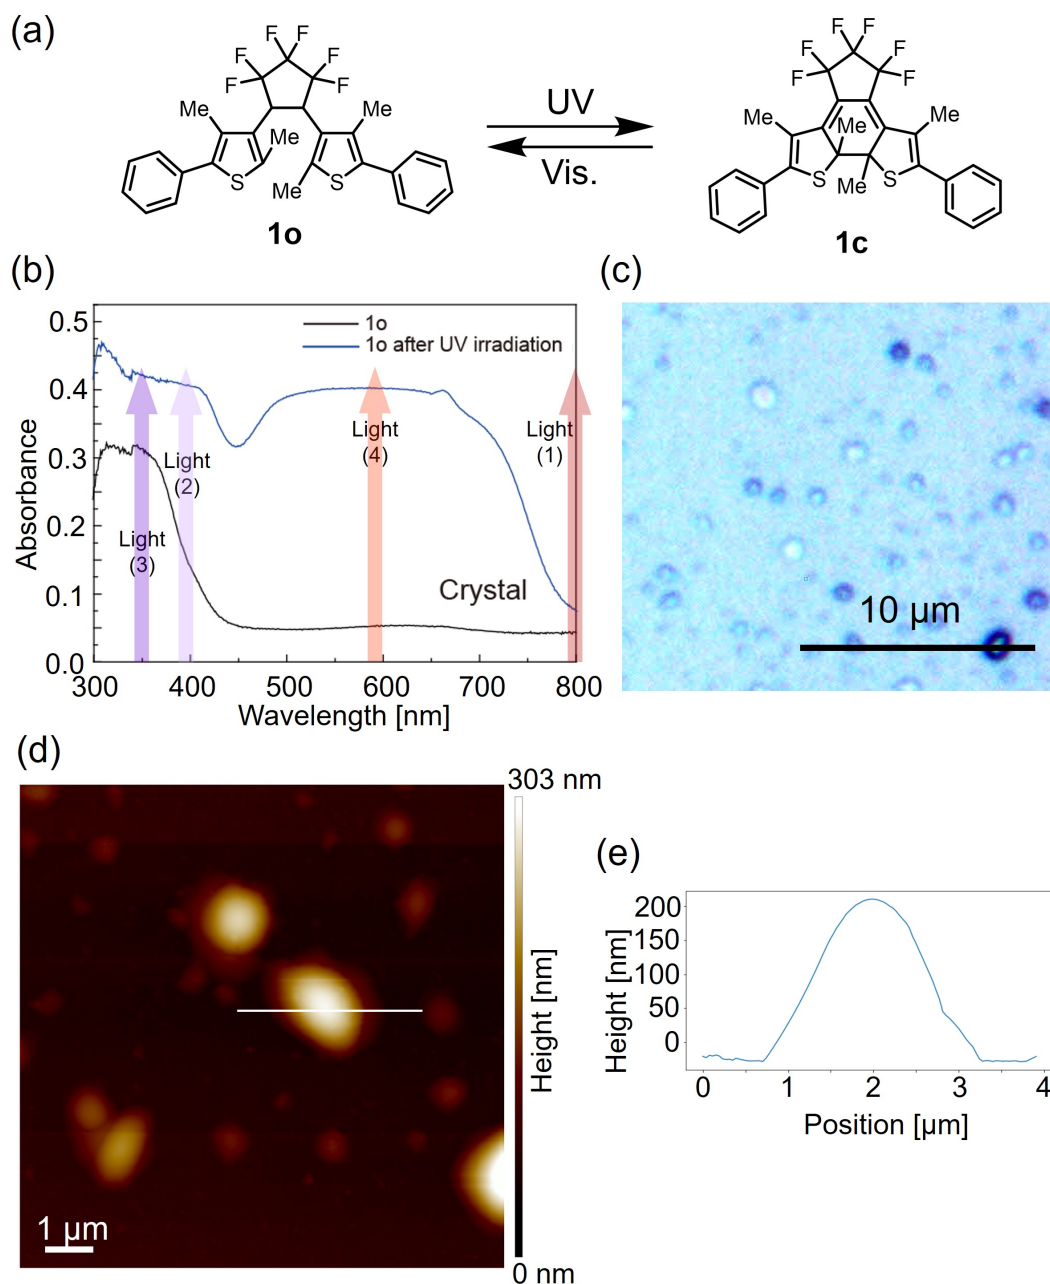 (a)
F F
F F
F F
Me
Me
Me
Me
S
S
1o
UV
Vis.
F F
F F
F F
Me
Me
Me
Me
S
S
1c
(b)
0.5
0.4
0.3
0.2
0.1
0.0
Absorbance
1o
1o after UV irradiation
Light
(3)
Light
(2)
Light
(4)
Light
(1)
Crystal
300 400 500 600 700 800
Wavelength [nm]
(c)
10 μm
(d)
303 nm
Height [nm]
0 nm
1 μm
(e)
200
150
100
50
0
Height [nm]
0 1 2 3 4
Position [μm]